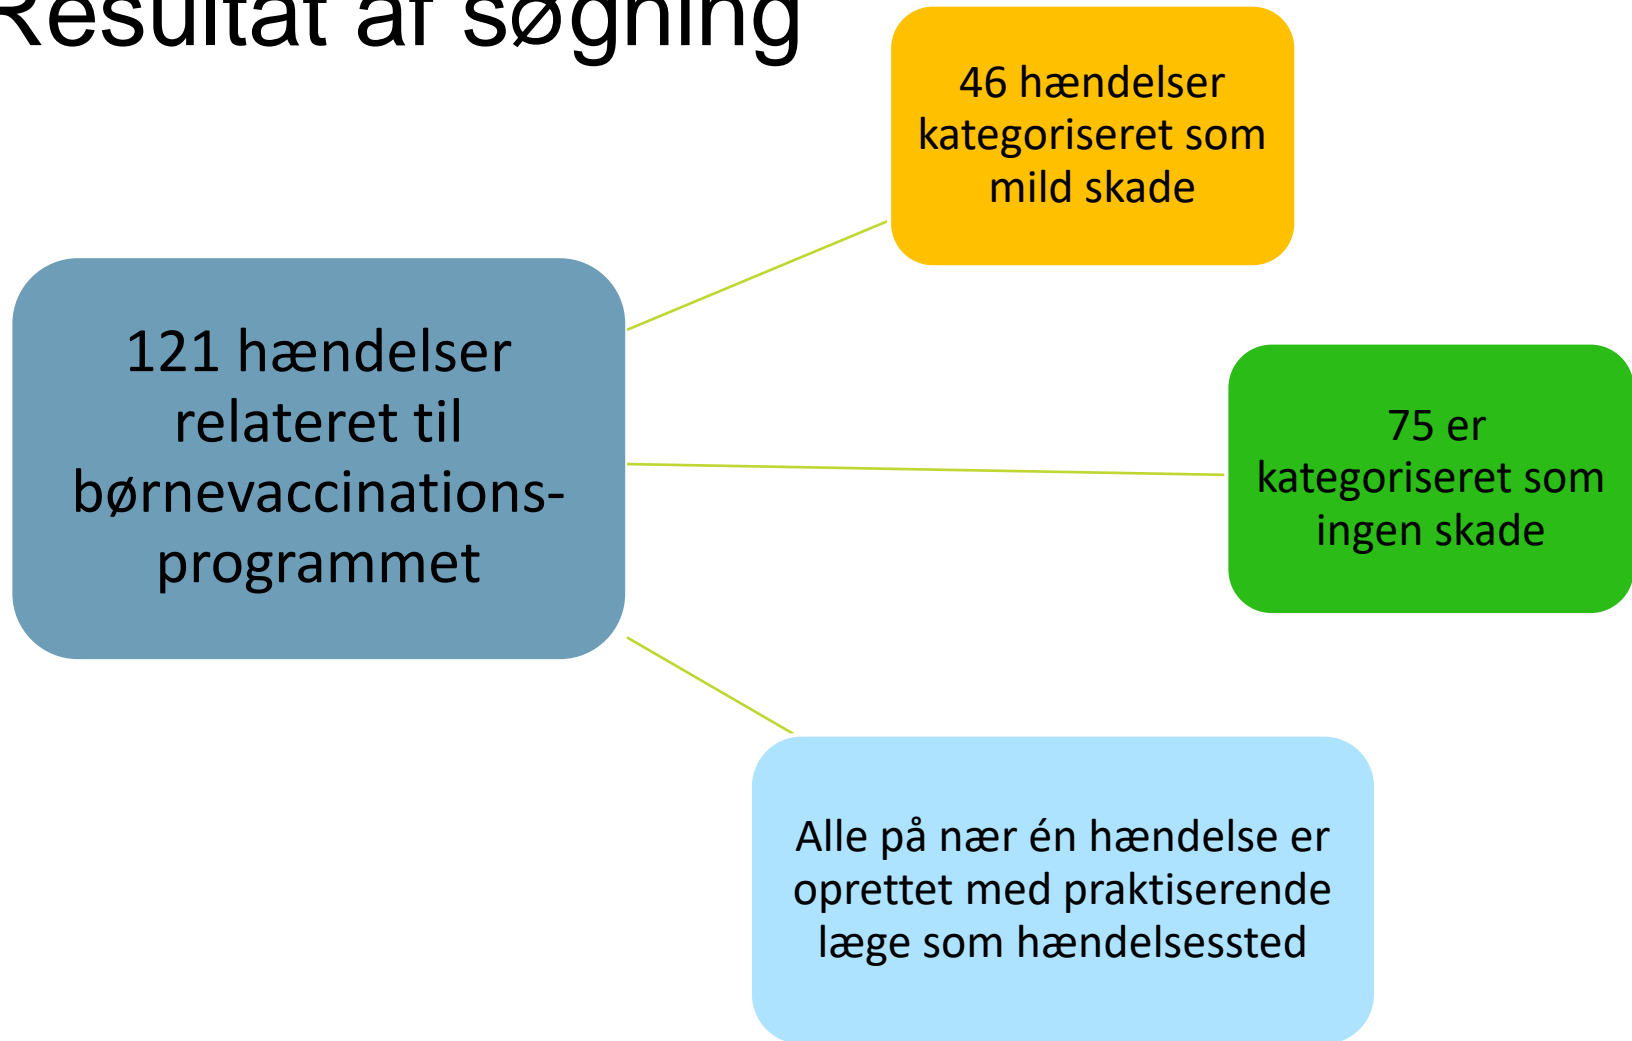 Resultat af søgning
46 hændelser
kategoriseret som
mild skade
121 hændelser
relateret til
børnevaccinations-
programmet
75 er
kategoriseret som
ingen skade
Alle på nær én hændelse er
oprettet med praktiserende
læge som hændelsessted